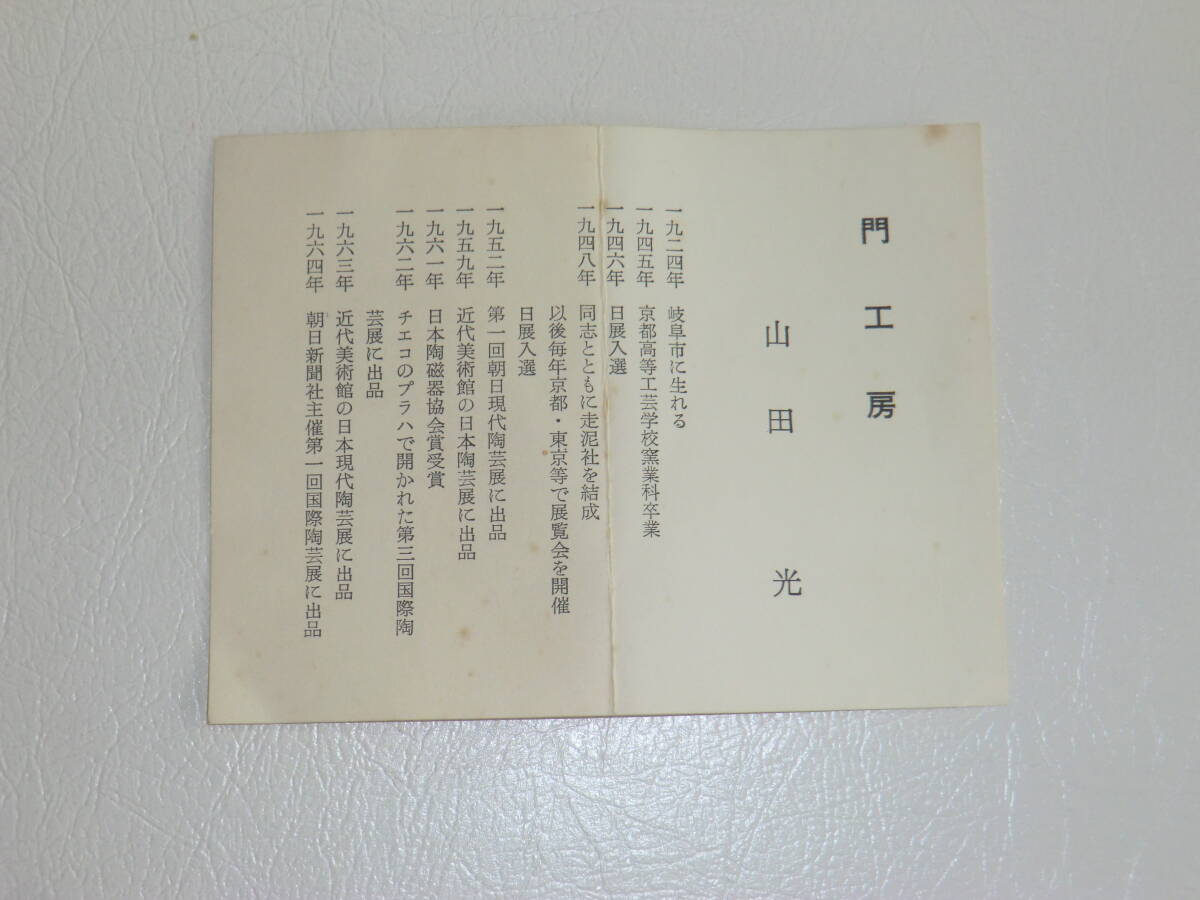 門工房
山田光
一九二四年 岐阜市に生れる
一九四五年 京都高等工芸学校窯業科卒業
一九四六年 日展入選
一九四八年 同志とともに走泥社を結成
以後毎年京都・東京等で展覧会を開催
日展入選
一九五二年 第一回朝日現代陶芸展に出品
一九五九年 近代美術館の日本陶芸展に出品
一九六一年 日本陶磁器協会賞受賞
一九六二年 チエコのプラハで開かれた第三回国際陶
芸展に出品
一九六三年 近代美術館の日本現代陶芸展に出品
一九六四年 朝日新聞社主催第一回国際陶芸展に出品